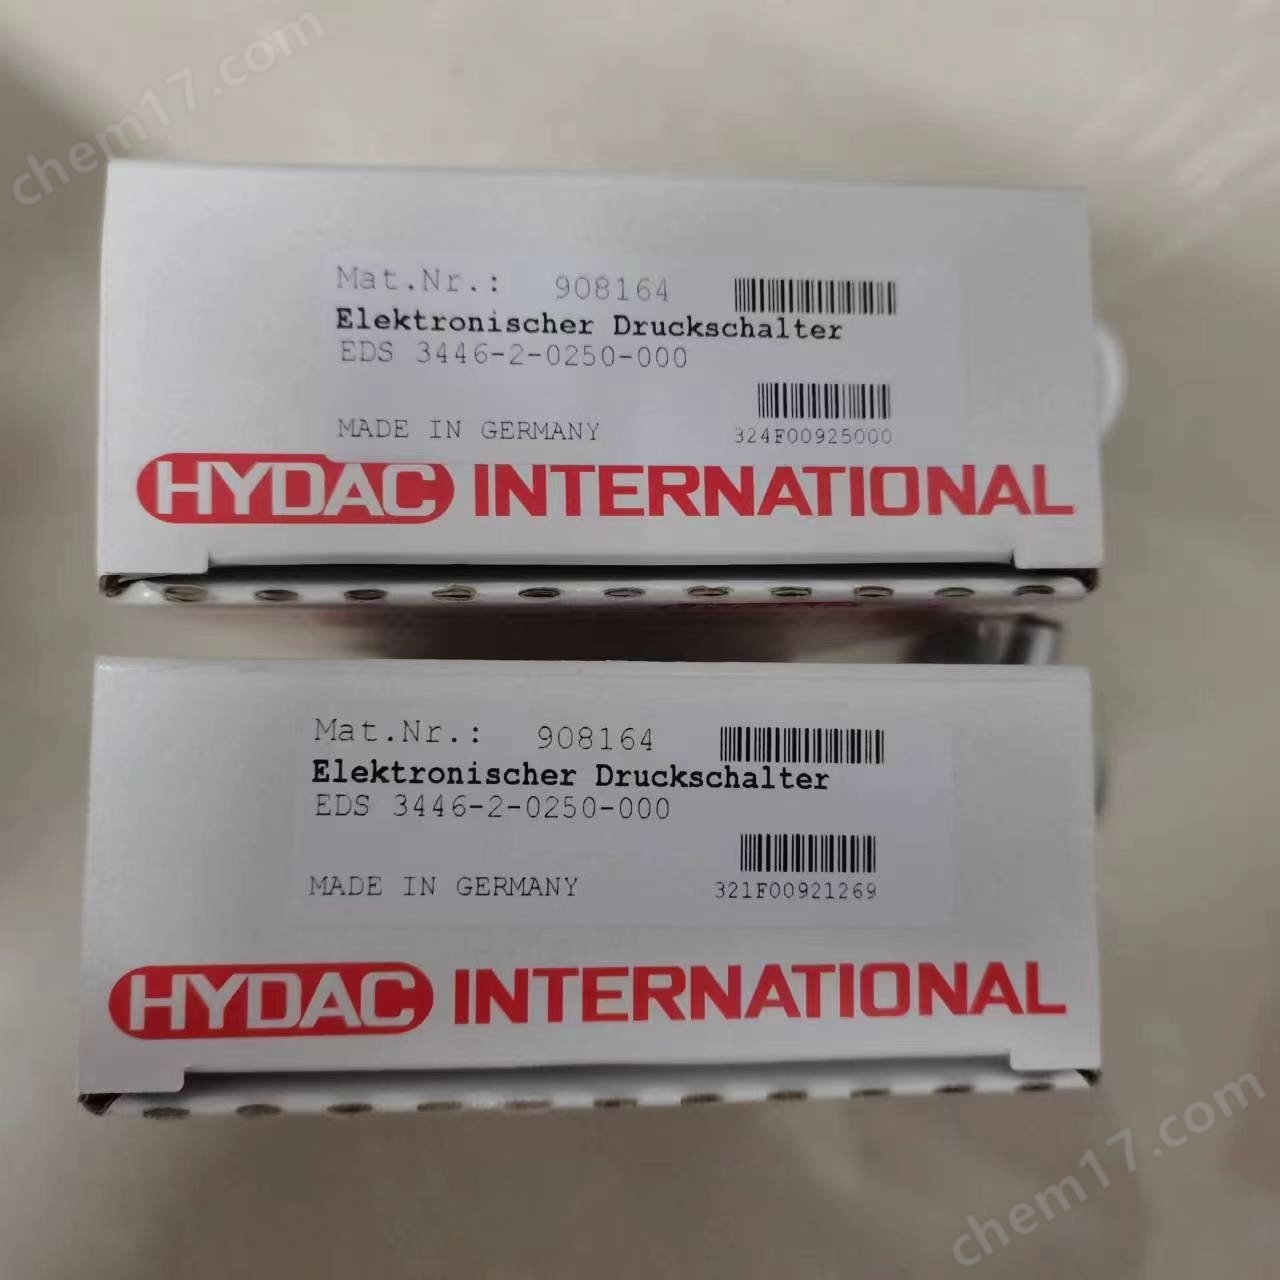 chem17.com
Mat.Nr.: 908164
Elektronischer Druckschalter
EDS 3446-2-0250-000
MADE IN GERMANY 324F00925000
HYDAC INTERNATIONAL
Mat.Nr.: 908164
Elektronischer Druckschalter
EDS 3446-2-0250-000
MADE IN GERMANY 321F00921269
HYDAC INTERNATIONAL
chem17.com